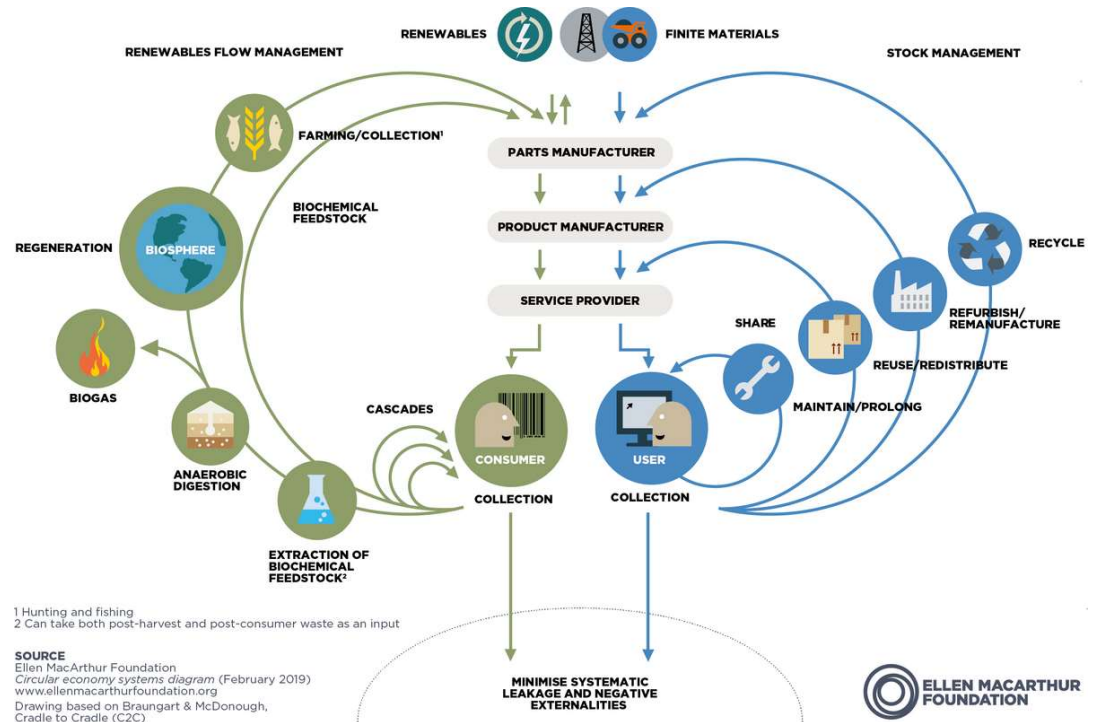 RENEWABLES
FINITE MATERIALS
RENEWABLES FLOW MANAGEMENT
STOCK MANAGEMENT
FARMING/COLLECTION¹
PARTS MANUFACTURER
BIOCHEMICAL
FEEDSTOCK
PRODUCT MANUFACTURER
REGENERATION
BIOSPHERE
RECYCLE
SERVICE PROVIDER
SHARE
REFURBISH/
REMANUFACTURE
REUSE/REDISTRIBUTE
BIOGAS
CASCADES
MAINTAIN/PROLONG
CONSUMER
USER
ANAEROBIC
DIGESTION
COLLECTION
COLLECTION
EXTRACTION OF
BIOCHEMICAL
FEEDSTOCK²
1 Hunting and fishing
2 Can take both post-harvest and post-consumer waste as an input
SOURCE
Ellen MacArthur Foundation
Circular economy systems diagram (February 2019)
www.ellenmacarthurfoundation.org
Drawing based on Braungart & McDonough,
Cradle to Cradle (C2C)
MINIMISE SYSTEMATIC
LEAKAGE AND NEGATIVE
EXTERNALITIES
ELLEN MACARTHUR
FOUNDATION